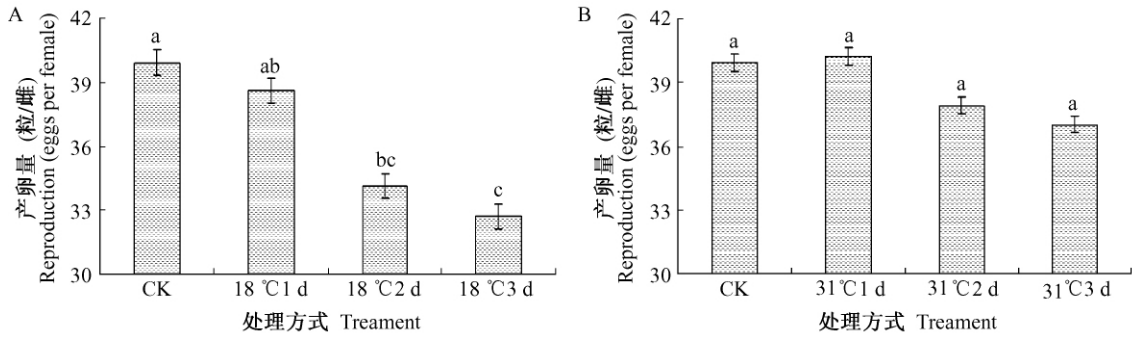 A
产卵量 (粒/雌)
Reproduction (eggs per female)
42
39
36
33
30
a
ab
bc
c
CK
18 ℃1 d
18 ℃2 d
18 ℃3 d
处理方式 Treament
B
产卵量 (粒/雌)
Reproduction (eggs per female)
42
39
36
33
30
a
a
a
a
CK
31℃1 d
31℃2 d
31℃3 d
处理方式 Treament